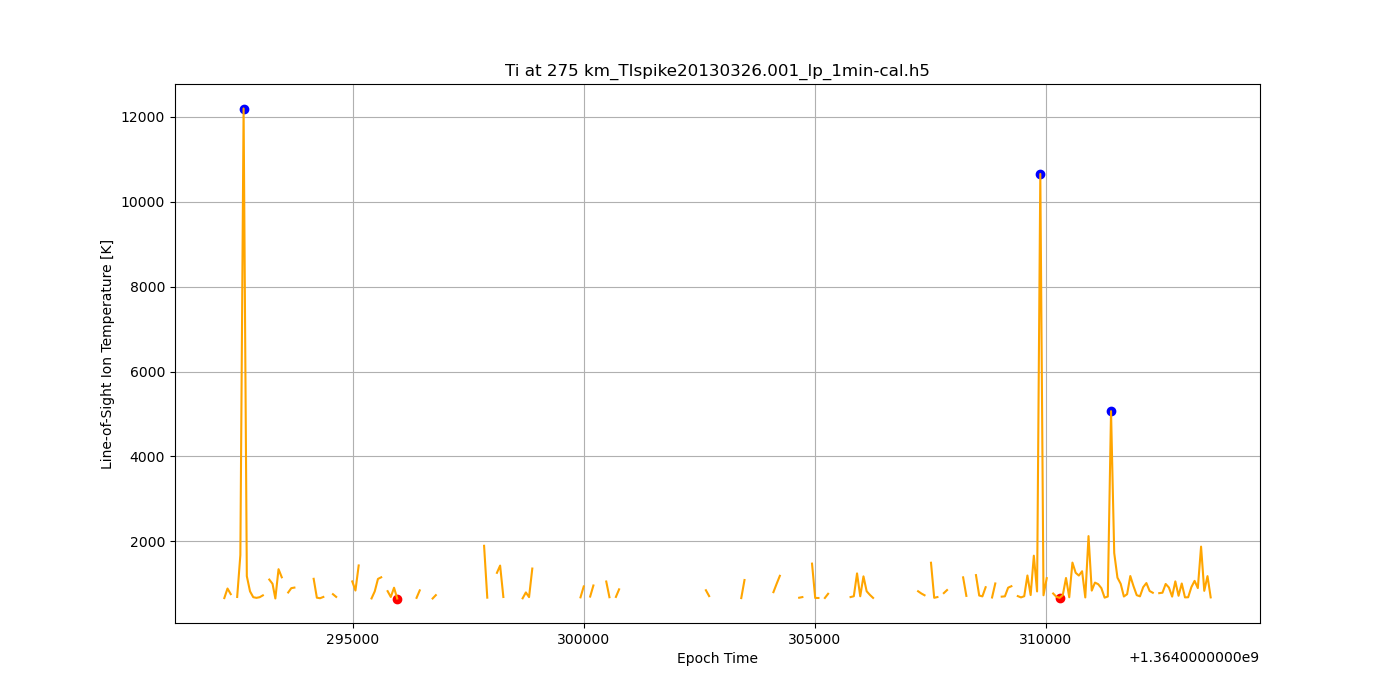 Ti at 275 km_TIspike20130326.001_lp_1min-cal.h5
Line-of-Sight Ion Temperature [K]
12000
10000
8000
6000
4000
2000
295000
300000
305000
310000
Epoch Time
+1.3640000000e9